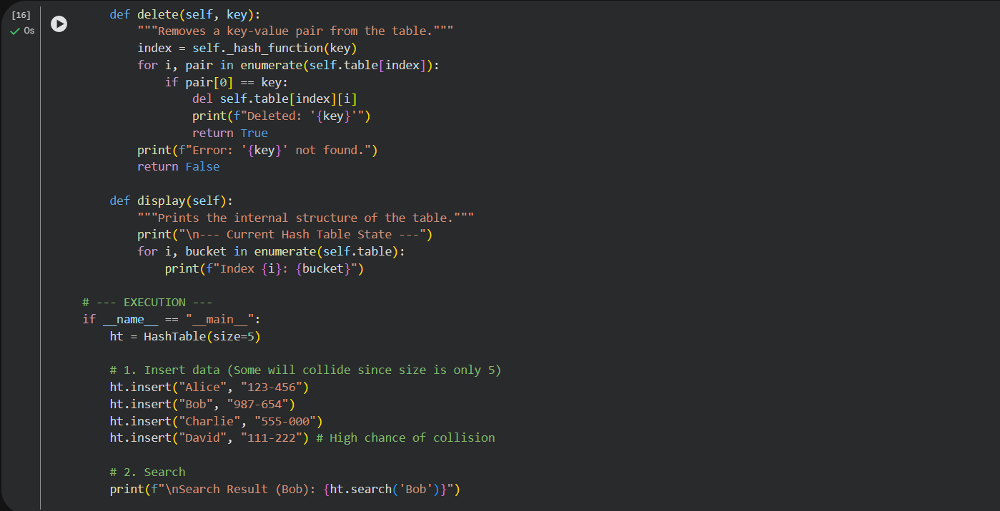 [16]
0s
def delete(self, key):
"""Removes a key-value pair from the table."""
index = self._hash_function(key)
for i, pair in enumerate(self.table[index]):
if pair[0] == key:
del self.table[index][i]
print(f"Deleted: '{key}'")
return True
print(f"Error: '{key}' not found.")
return False
def display(self):
"""Prints the internal structure of the table."""
print("\n--- Current Hash Table State ---")
for i, bucket in enumerate(self.table):
print(f"Index {i}: {bucket}")
# --- EXECUTION ---
if __name__ == "__main__":
ht = HashTable(size=5)
# 1. Insert data (Some will collide since size is only 5)
ht.insert("Alice", "123-456")
ht.insert("Bob", "987-654")
ht.insert("Charlie", "555-000")
ht.insert("David", "111-222") # High chance of collision
# 2. Search
print(f"\nSearch Result (Bob): {ht.search('Bob')}")